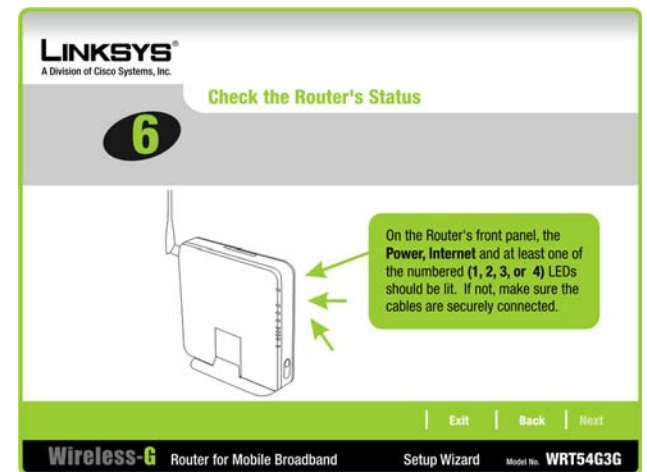 LINKSYS®
A Division of Cisco Systems, Inc.
Check the Router's Status
6
On the Router's front panel, the
Power, Internet and at least one of
the numbered (1, 2, 3, or 4) LEDs
should be lit. If not, make sure the
cables are securely connected.
Exit | Back | Next
Wireless-G Router for Mobile Broadband Setup Wizard Model No. WRT54G3G